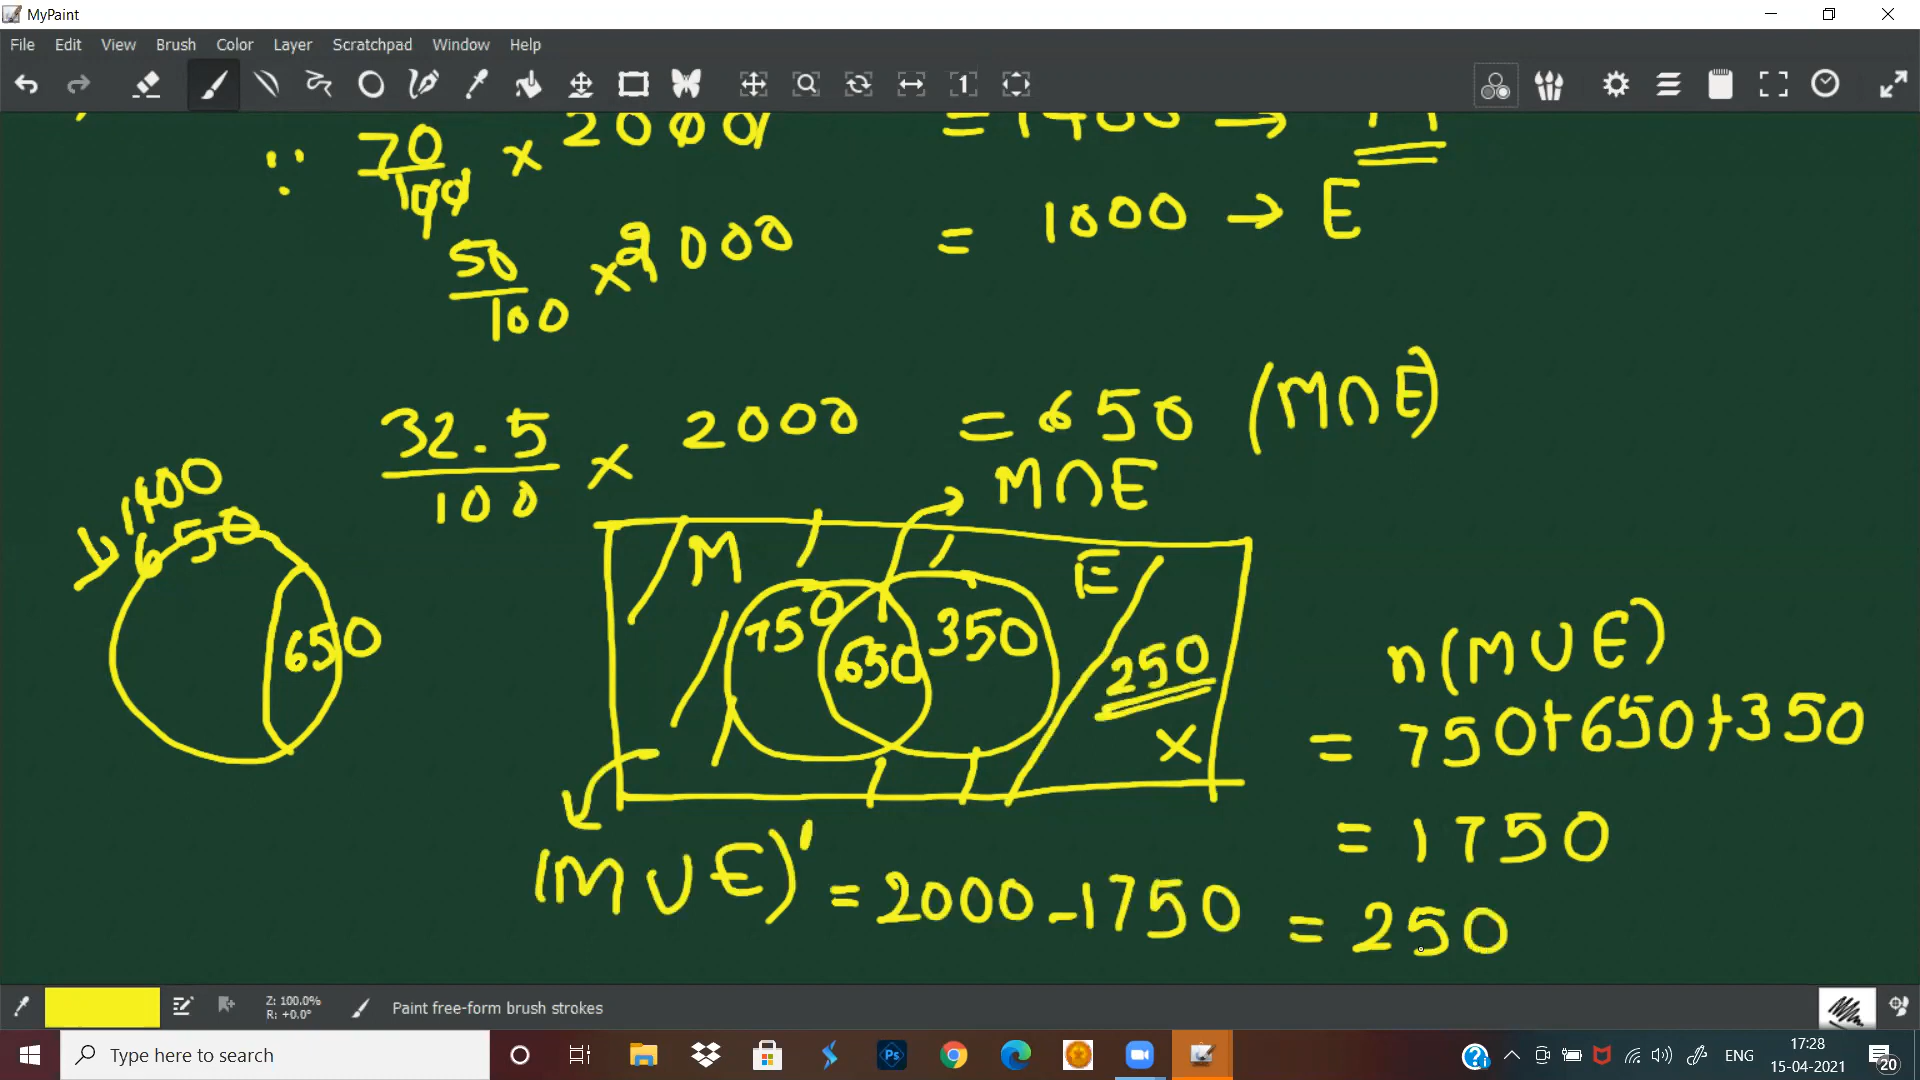 MyPaint
File Edit View Brush Color Layer Scratchpad Window Help
∵ 70/100 × 2000 = 1400 →
50/100 × 2000 = 1000 → E
32.5/100 × 2000 = 650 (M∩E)
M∩E
1400
650
650
M
E
750
650
350
250
X
n(M∪E)
= 750+650+350
= 1750
(M∪E)' = 2000-1750 = 250
Z: 100.0%
R: +0.0°
Paint free-form brush strokes
Type here to search
Ps
ENG
17:28
15-04-2021
20